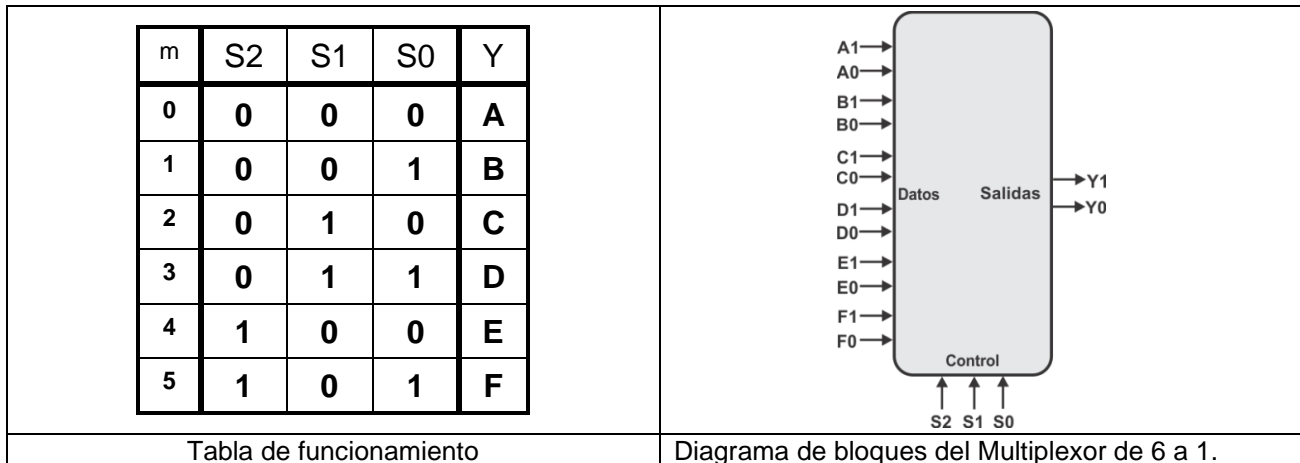 m S2 S1 S0 Y
0 0 0 0 A
1 0 0 1 B
2 0 1 0 C
3 0 1 1 D
4 1 0 0 E
5 1 0 1 F
Tabla de funcionamiento
A1
A0
B1
B0
C1
C0
D1
D0
E1
E0
F1
F0
Datos Salidas
Y1
Y0
Control
S2 S1 S0
Diagrama de bloques del Multiplexor de 6 a 1.